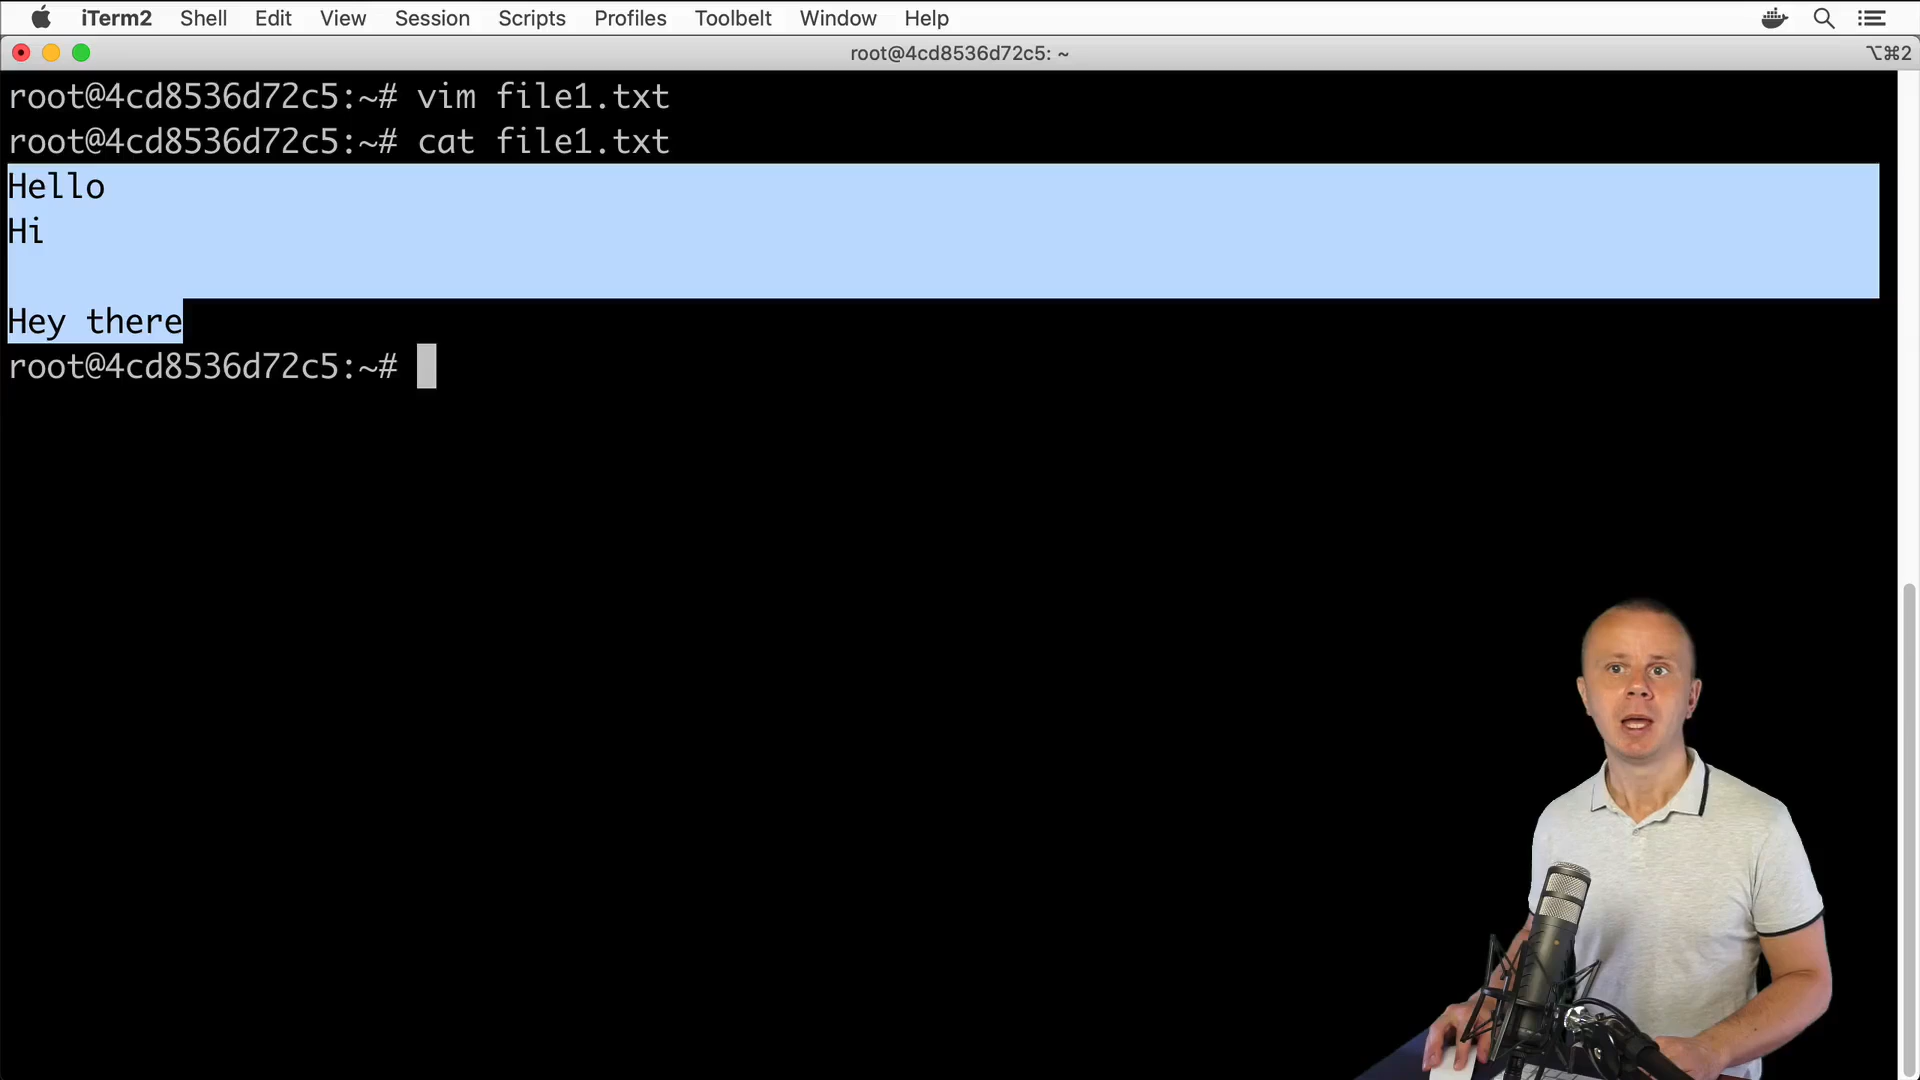 iTerm2 Shell Edit View Session Scripts Profiles Toolbelt Window Help
root@4cd8536d72c5: ~ ⌥⌘2
root@4cd8536d72c5:~# vim file1.txt
root@4cd8536d72c5:~# cat file1.txt
Hello
Hi
Hey there
root@4cd8536d72c5:~#